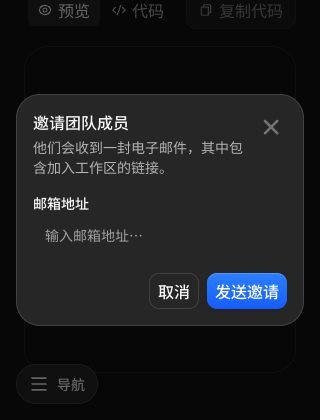 预览
代码
复制代码
邀请团队成员
他们会收到一封电子邮件，其中包
含加入工作区的链接。
邮箱地址
输入邮箱地址…
取消
发送邀请
导航